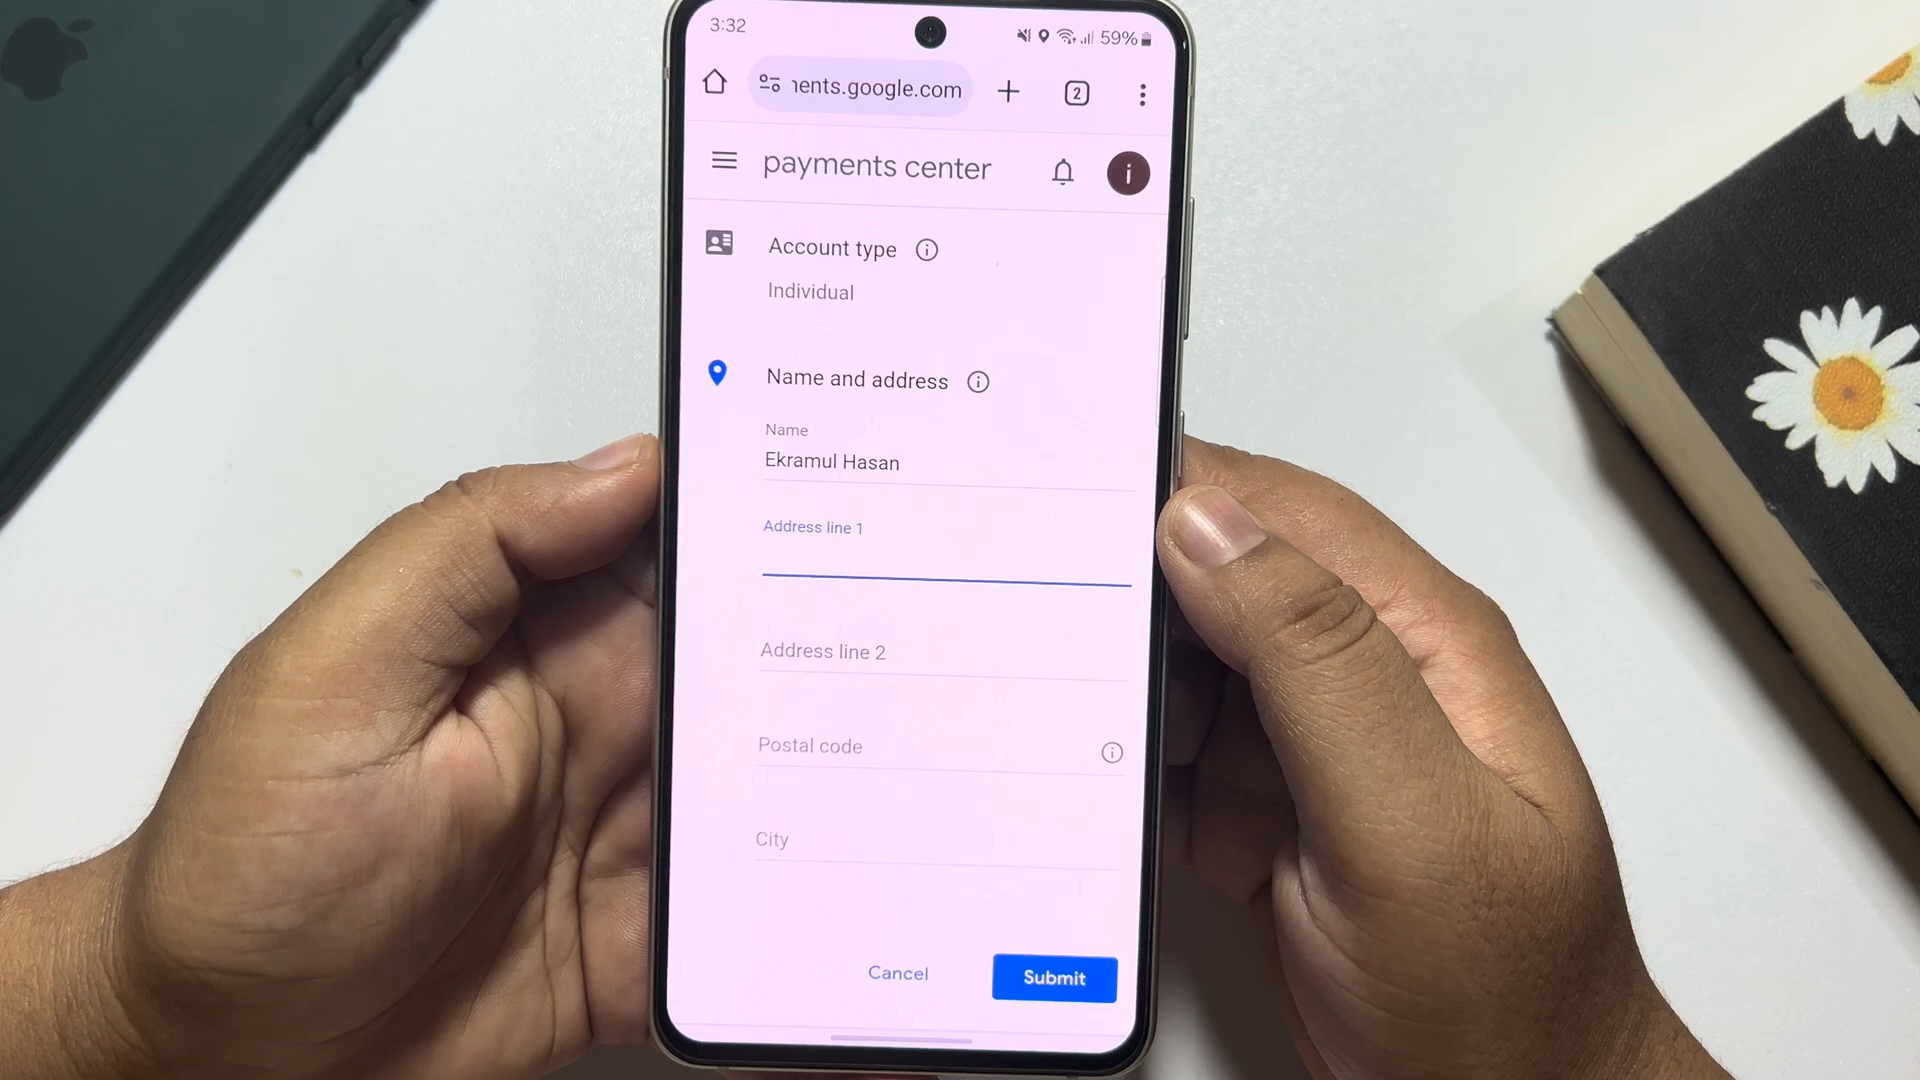 3:32
59%
nents.google.com
2
payments center
i
Account type
Individual
Name and address
Name
Ekramul Hasan
Address line 1
Address line 2
Postal code
City
Cancel
Submit